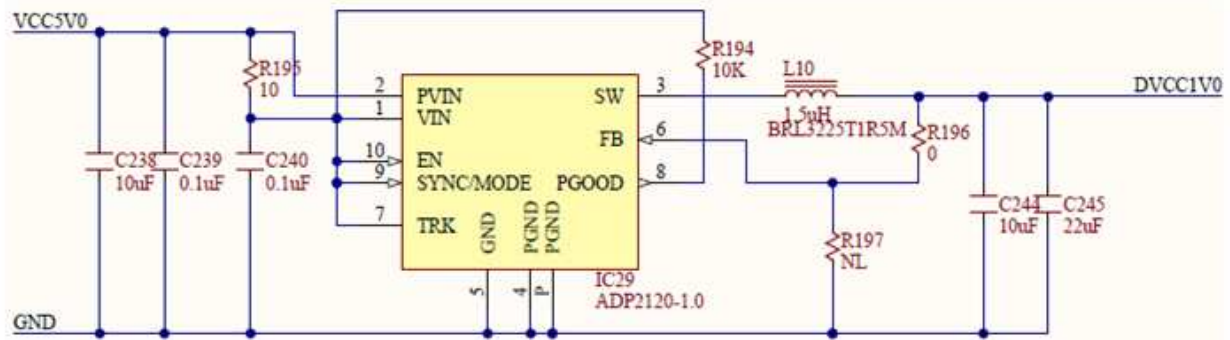 VCC5V0
R195
10
R194
10K
L10
1.5uH
BRL3225T1R5M
DVCC1V0
2
PVIN
1
VIN
10
EN
9
SYNC/MODE
7
TRK
SW
3
FB
6
PGOOD
8
GND
PGND
PGND
5
4
P
IC29
ADP2120-1.0
C238
10uF
C239
0.1uF
C240
0.1uF
R196
0
R197
NL
C244
10uF
C245
22uF
GND